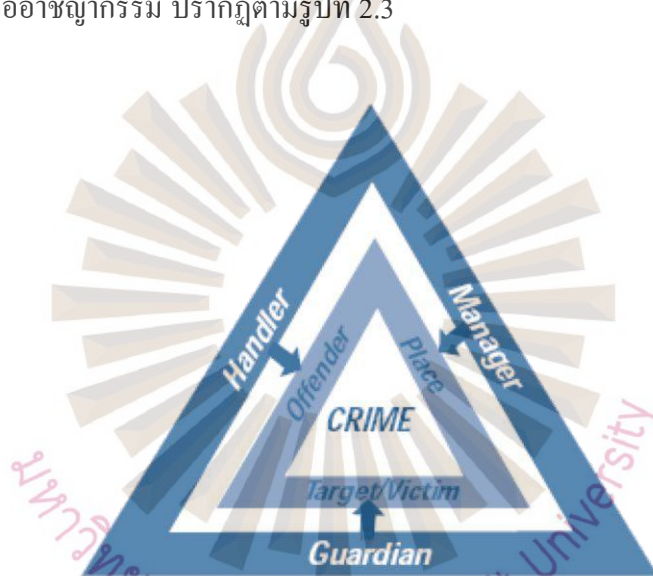 ออาชญากรรม ปรากฏตามรูปที่ 2.3
Handler
Manager
Offender
Place
CRIME
Target/Victim
Guardian